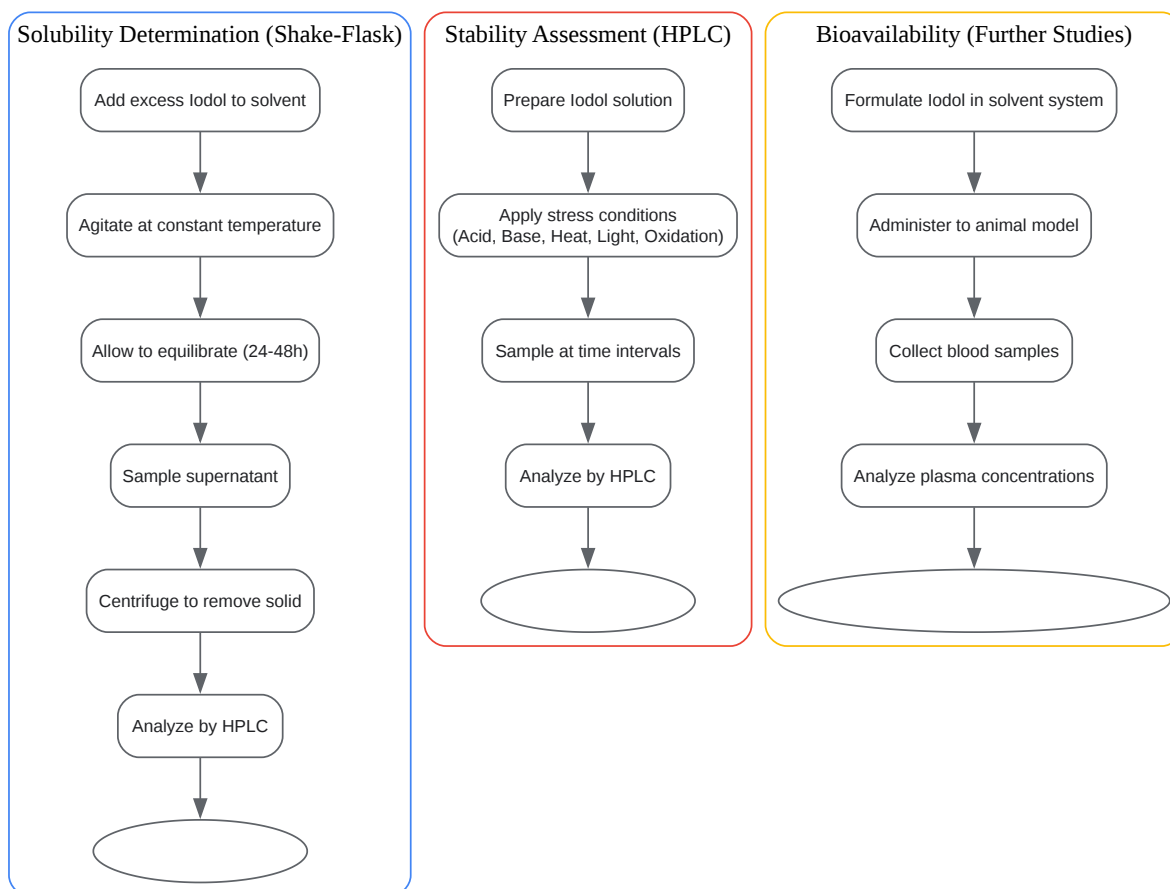 Solubility Determination (Shake-Flask)
Add excess Iodol to solvent
Agitate at constant temperature
Allow to equilibrate (24-48h)
Sample supernatant
Centrifuge to remove solid
Analyze by HPLC
Stability Assessment (HPLC)
Prepare Iodol solution
Apply stress conditions
(Acid, Base, Heat, Light, Oxidation)
Sample at time intervals
Analyze by HPLC
Bioavailability (Further Studies)
Formulate Iodol in solvent system
Administer to animal model
Collect blood samples
Analyze plasma concentrations